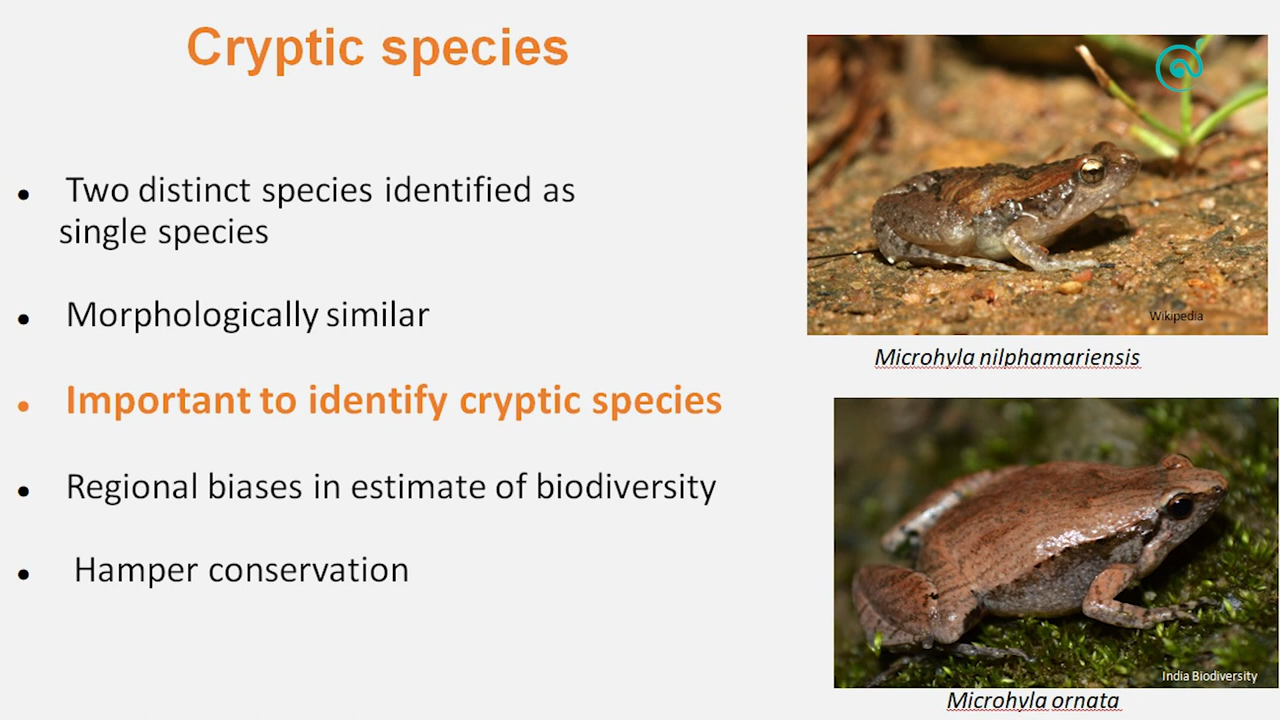 Cryptic species
• Two distinct species identified as
single species
• Morphologically similar
• Important to identify cryptic species
• Regional biases in estimate of biodiversity
• Hamper conservation
Wikipedia
Microhyla nilphamariensis
India Biodiversity
Microhyla ornata